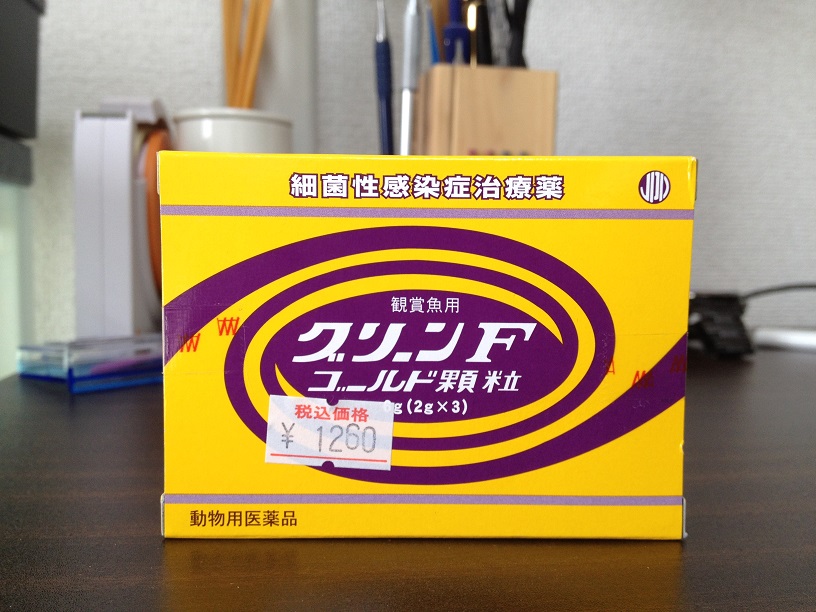 細菌性感染症治療薬
観賞魚用
グリーンF
ゴールド顆粒
6g(2g×3)
税込価格
¥ 1260
動物用医薬品